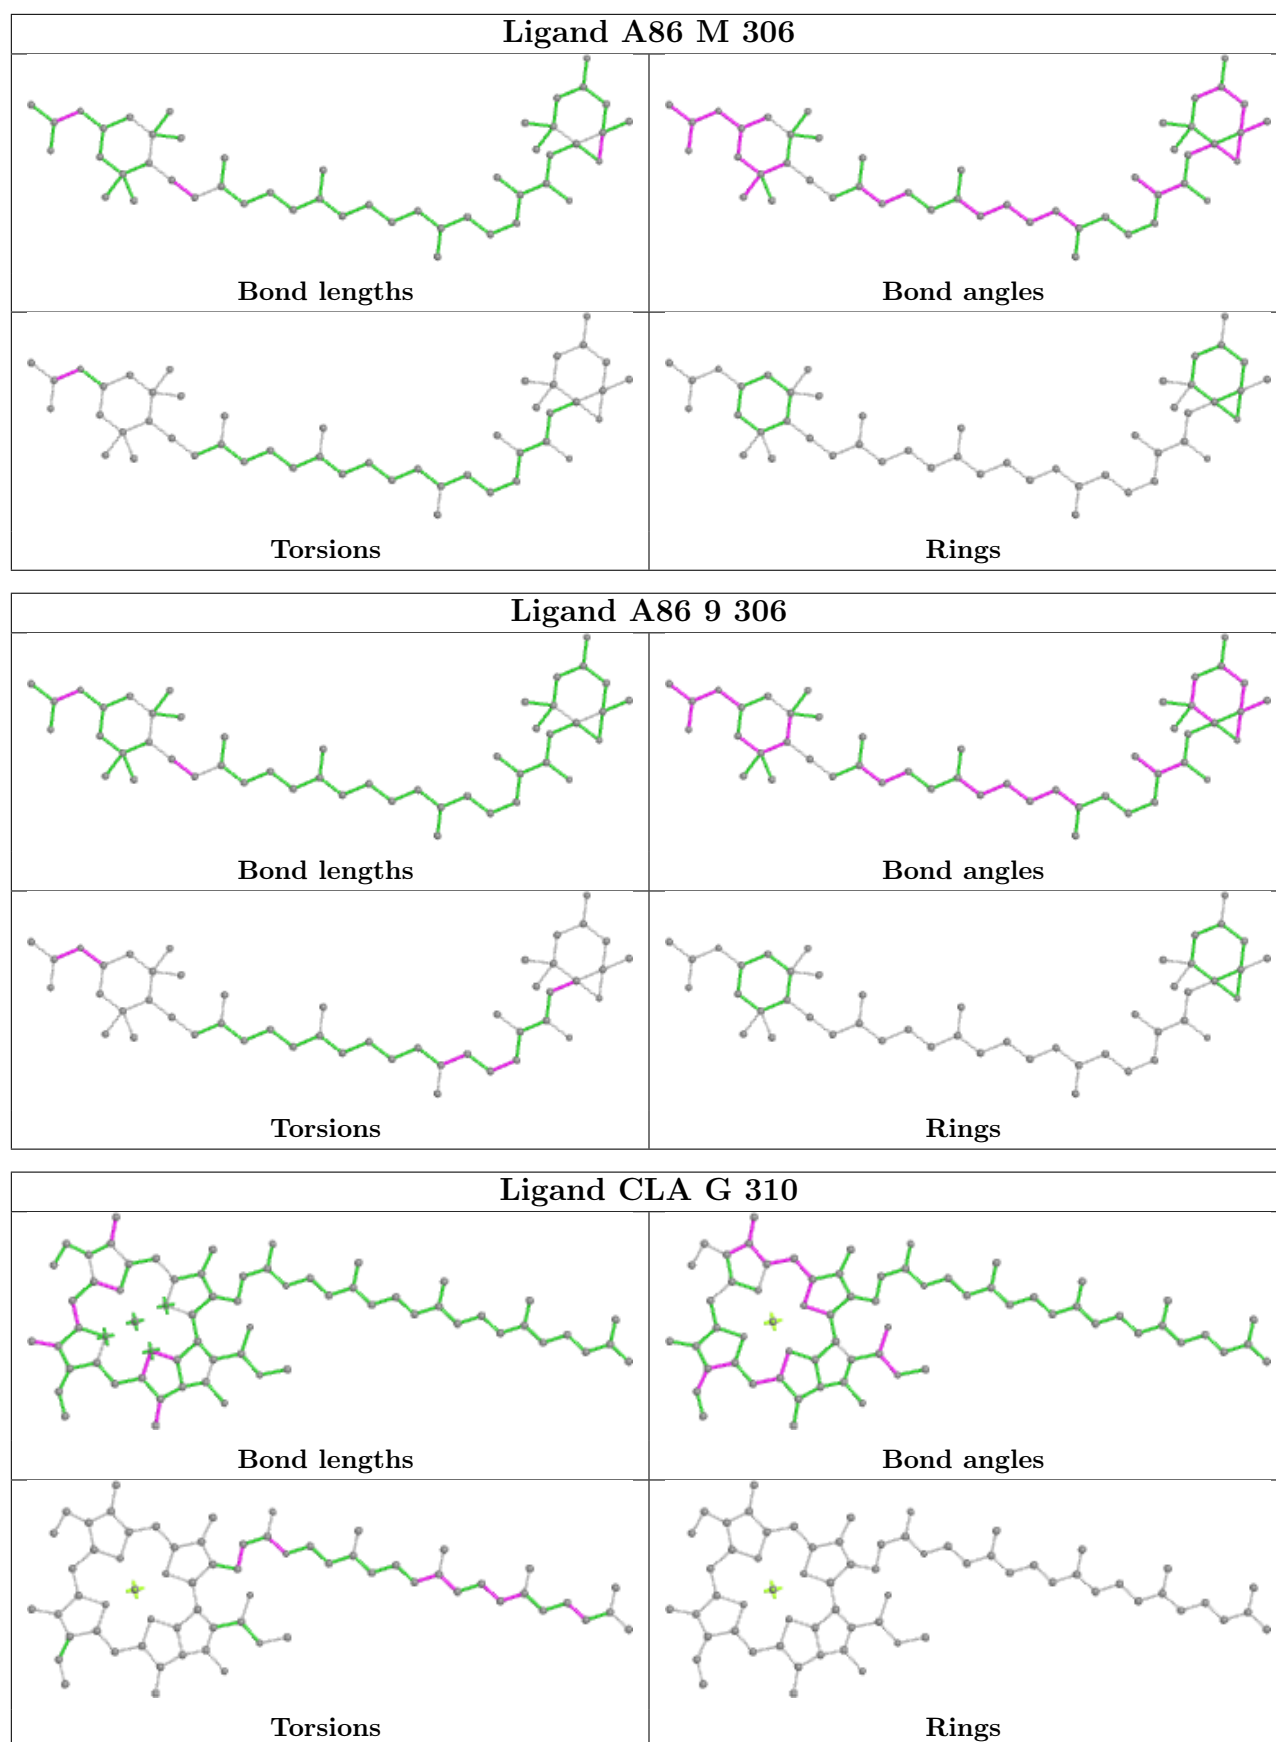 Ligand A86 M 306
Bond lengths
Bond angles
Torsions
Rings
Ligand A86 9 306
Bond lengths
Bond angles
Torsions
Rings
Ligand CLA G 310
Bond lengths
Bond angles
Torsions
Rings